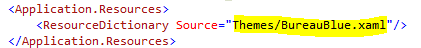 <Application.Resources>
<ResourceDictionary Source="Themes/BureauBlue.xaml"/>
</Application.Resources>